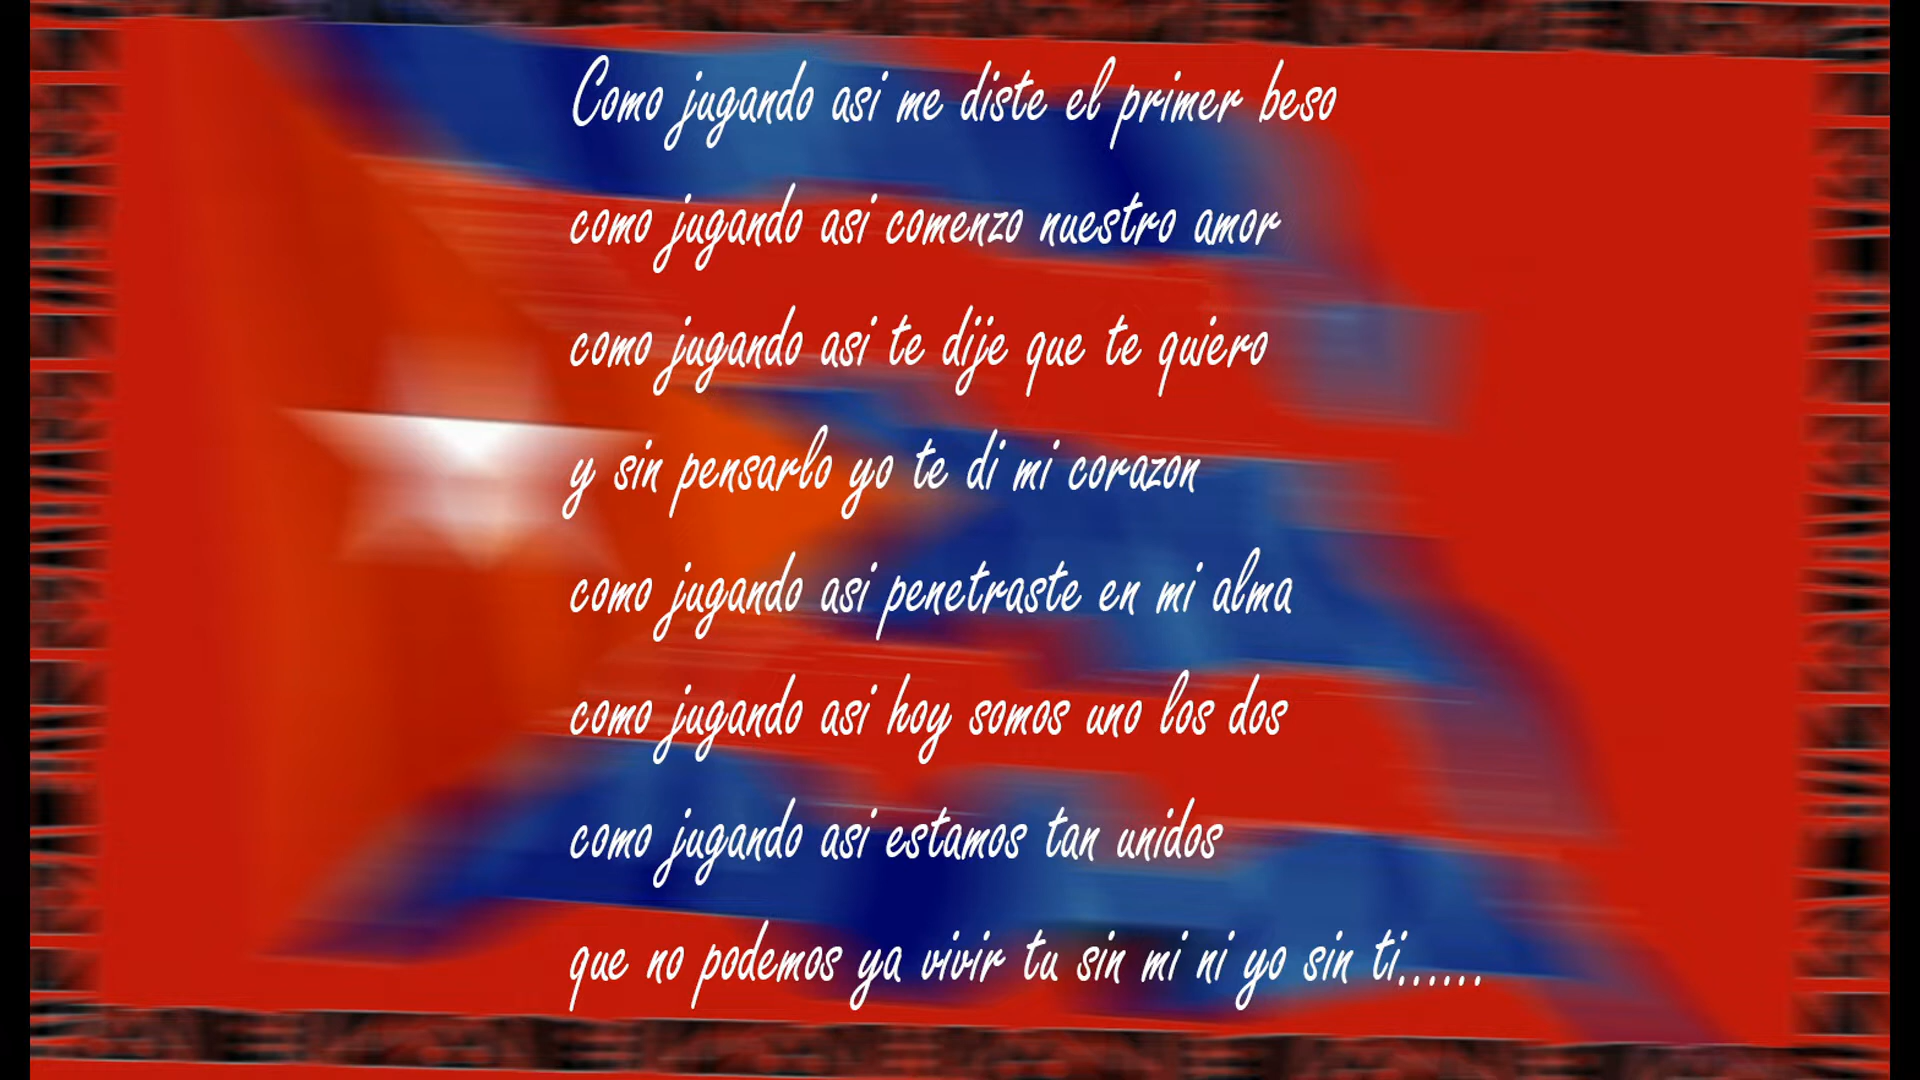 Como jugando asi me diste el primer beso
como jugando asi comenzo nuestro amor
como jugando asi te dije que te quiero
y sin pensarlo yo te di mi corazon
como jugando asi penetraste en mi alma
como jugando asi hoy somos uno los dos
como jugando asi estamos tan unidos
que no podemos ya vivir tu sin mi ni yo sin ti......